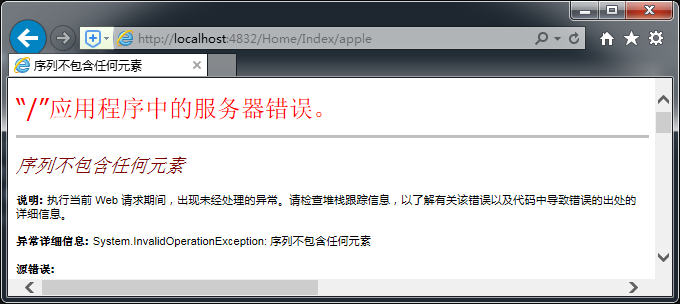 http://localhost:4832/Home/Index/apple
序列不包含任何元素
“/”应用程序中的服务器错误。
序列不包含任何元素
说明: 执行当前 Web 请求期间，出现未经处理的异常。请检查堆栈跟踪信息，以了解有关该错误以及代码中导致错误的出处的
详细信息。
异常详细信息: System.InvalidOperationException: 序列不包含任何元素
源错误: